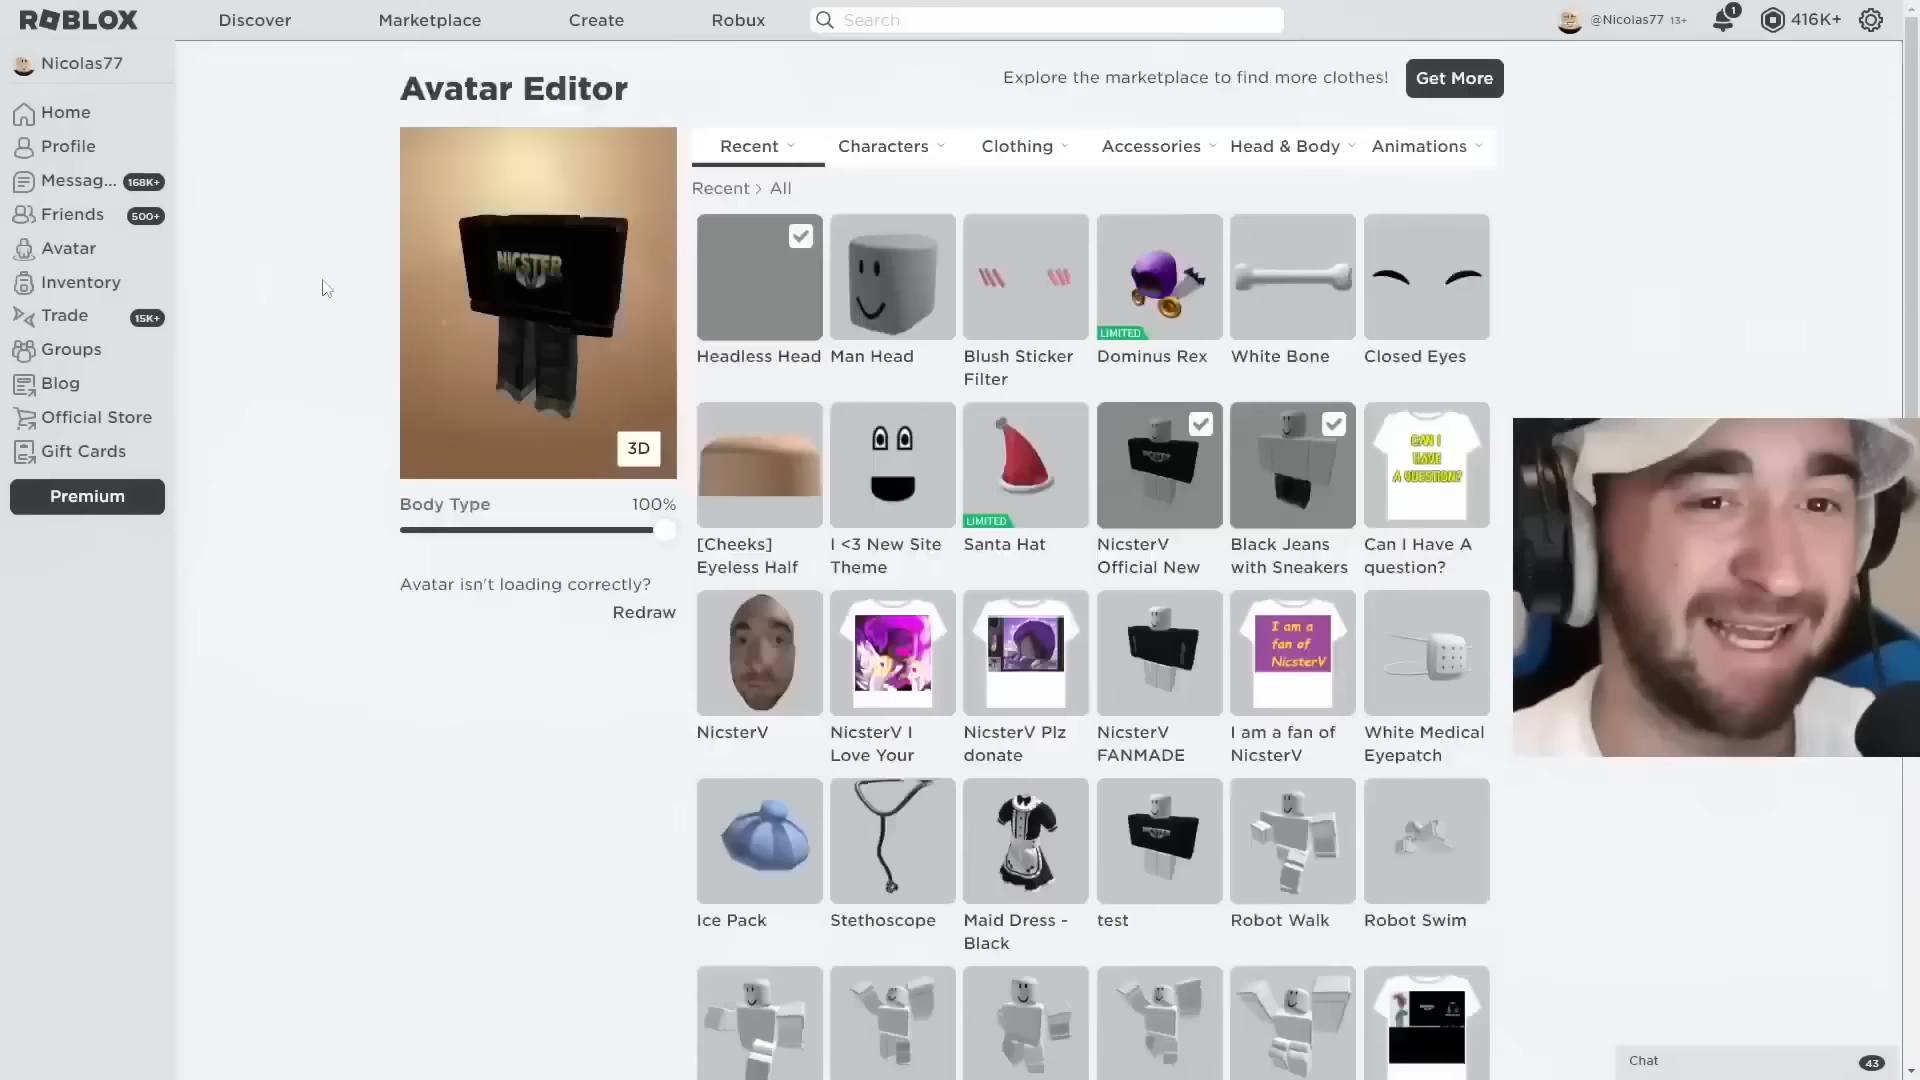 ROBLOX
Discover
Marketplace
Create
Robux
Search
@Nicolas77 13+
1
416K+
Nicolas77
Home
Profile
Messag... 168K+
Friends 500+
Avatar
Inventory
Trade 15K+
Groups
Blog
Official Store
Gift Cards
Premium
Avatar Editor
Explore the marketplace to find more clothes!
Get More
NICSTER
3D
Body Type 100%
Avatar isn't loading correctly?
Redraw
Recent
Characters
Clothing
Accessories
Head & Body
Animations
Recent > All
LIMITED
Headless Head
Man Head
Blush Sticker
Filter
Dominus Rex
White Bone
Closed Eyes
LIMITED
CAN I
HAVE
A QUESTION?
[Cheeks]
Eyeless Half
I <3 New Site
Theme
Santa Hat
NicsterV
Official New
Black Jeans
with Sneakers
Can I Have A
question?
I am a
fan of
NicsterV
NicsterV
NicsterV I
Love Your
NicsterV Plz
donate
NicsterV
FANMADE
I am a fan of
NicsterV
White Medical
Eyepatch
Ice Pack
Stethoscope
Maid Dress -
Black
test
Robot Walk
Robot Swim
Chat 43